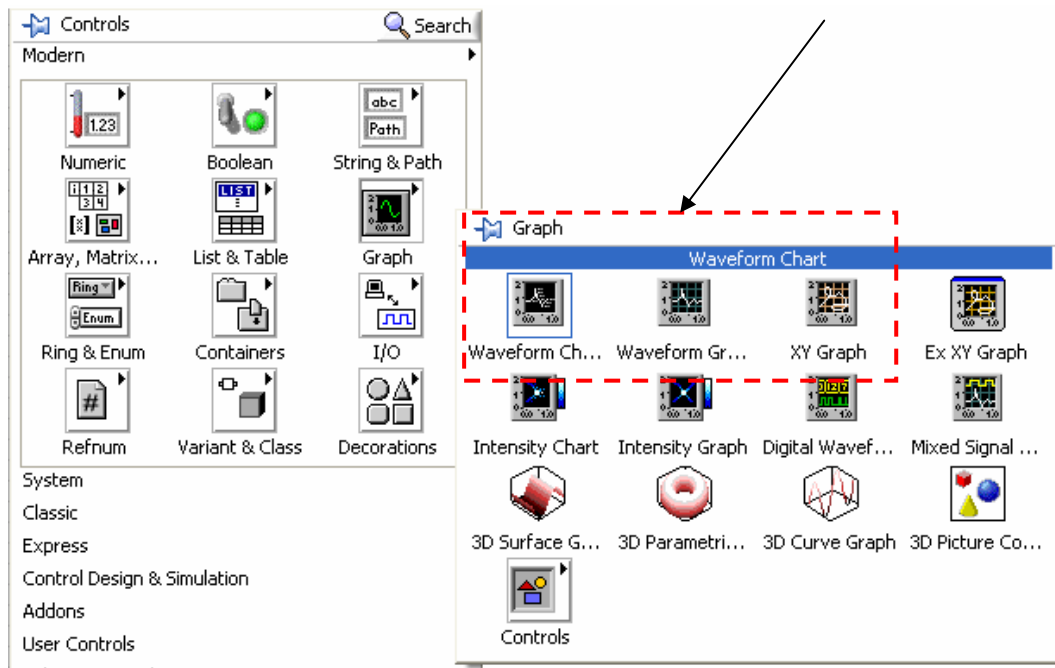 Controls
Search
Modern
1.23
abc
Path
Numeric
Boolean
String & Path
LIST
Array, Matrix...
List & Table
Graph
Ring
Enum
Ring & Enum
Containers
I/O
#
Refnum
Variant & Class
Decorations
System
Classic
Express
Control Design & Simulation
Addons
User Controls
Graph
Waveform Chart
Waveform Ch...
Waveform Gr...
XY Graph
Ex XY Graph
Intensity Chart
Intensity Graph
Digital Wavef...
Mixed Signal ...
3D Surface G...
3D Parametri...
3D Curve Graph
3D Picture Co...
Controls